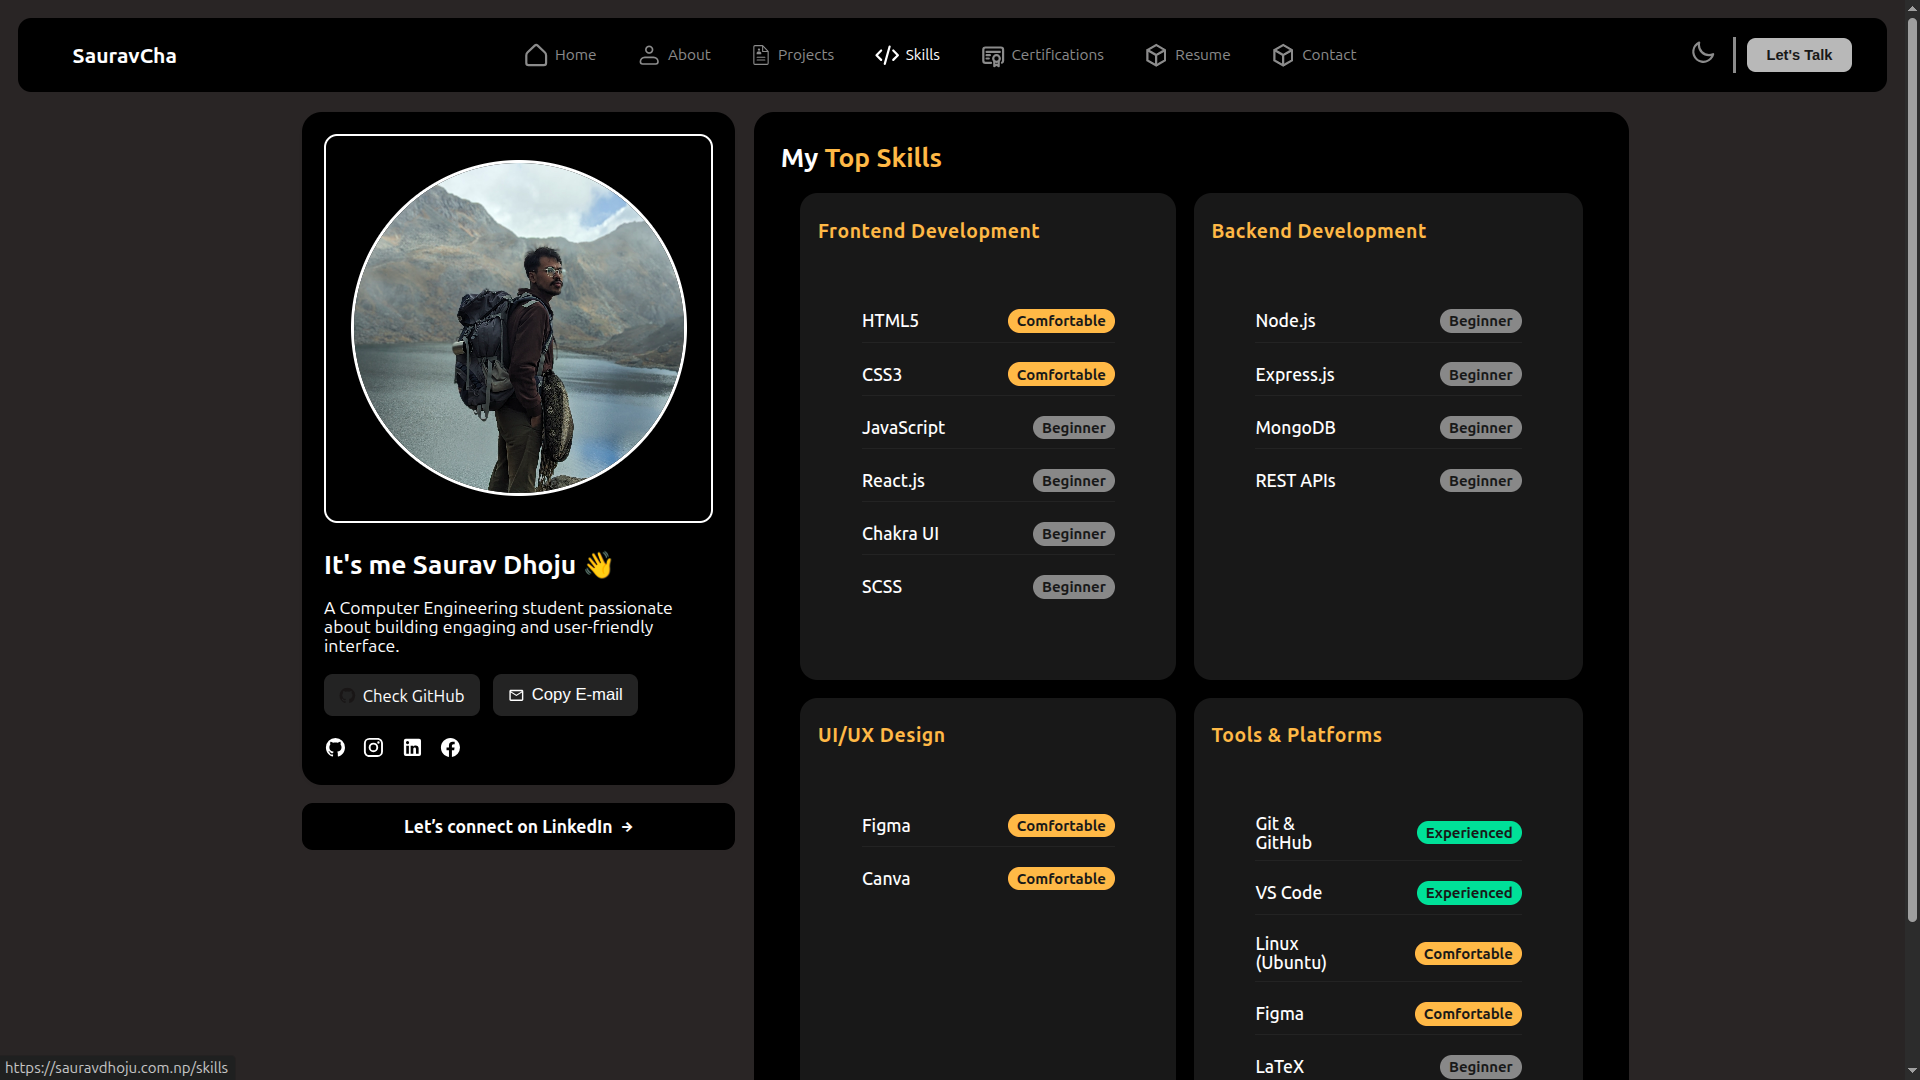 SauravCha
Home
About
Projects
Skills
Certifications
Resume
Contact
Let's Talk
It's me Saurav Dhoju 👋
A Computer Engineering student passionate
about building engaging and user-friendly
interface.
Check GitHub
Copy E-mail
Let’s connect on LinkedIn →
My Top Skills
Frontend Development
HTML5 Comfortable
CSS3 Comfortable
JavaScript Beginner
React.js Beginner
Chakra UI Beginner
SCSS Beginner
Backend Development
Node.js Beginner
Express.js Beginner
MongoDB Beginner
REST APIs Beginner
UI/UX Design
Figma Comfortable
Canva Comfortable
Tools & Platforms
Git &
GitHub
Experienced
VS Code Experienced
Linux
(Ubuntu)
Comfortable
Figma Comfortable
LaTeX Beginner
https://sauravdhoju.com.np/skills